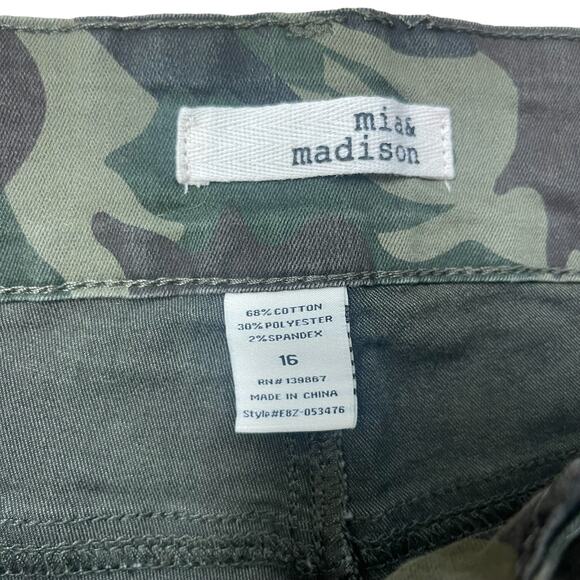 mia&
madison
68% COTTON
30% POLYESTER
2% SPANDEX
16
RN# 139867
MADE IN CHINA
Style#E8Z-053476